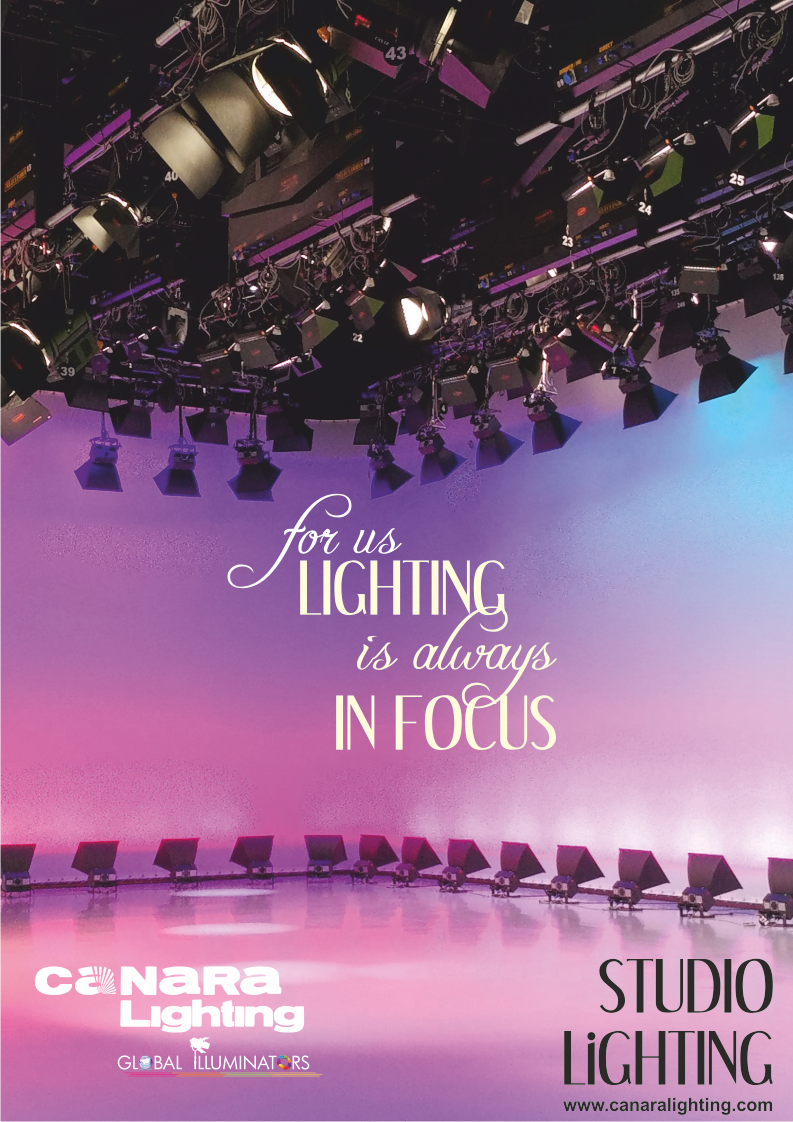 43
40
25
24
23
22
39
for us
LIGHTING
is always
IN FOCUS
CaNaRa
Lighting
GLOBAL ILLUMINATORS
STUDIO
LiGHTING
www.canaralighting.com